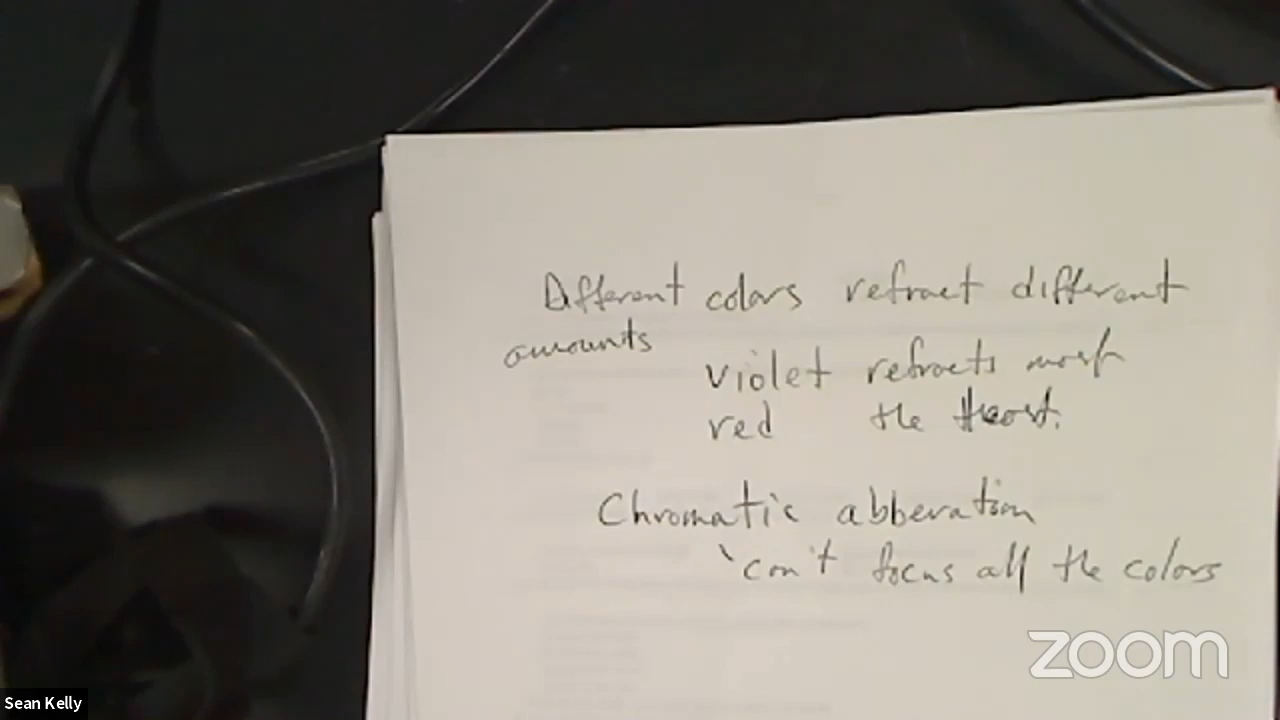 Different colors refract different
amounts
violet refracts most
red the
Chromatic abberation
can't focus all the colors
zoom
Sean Kelly